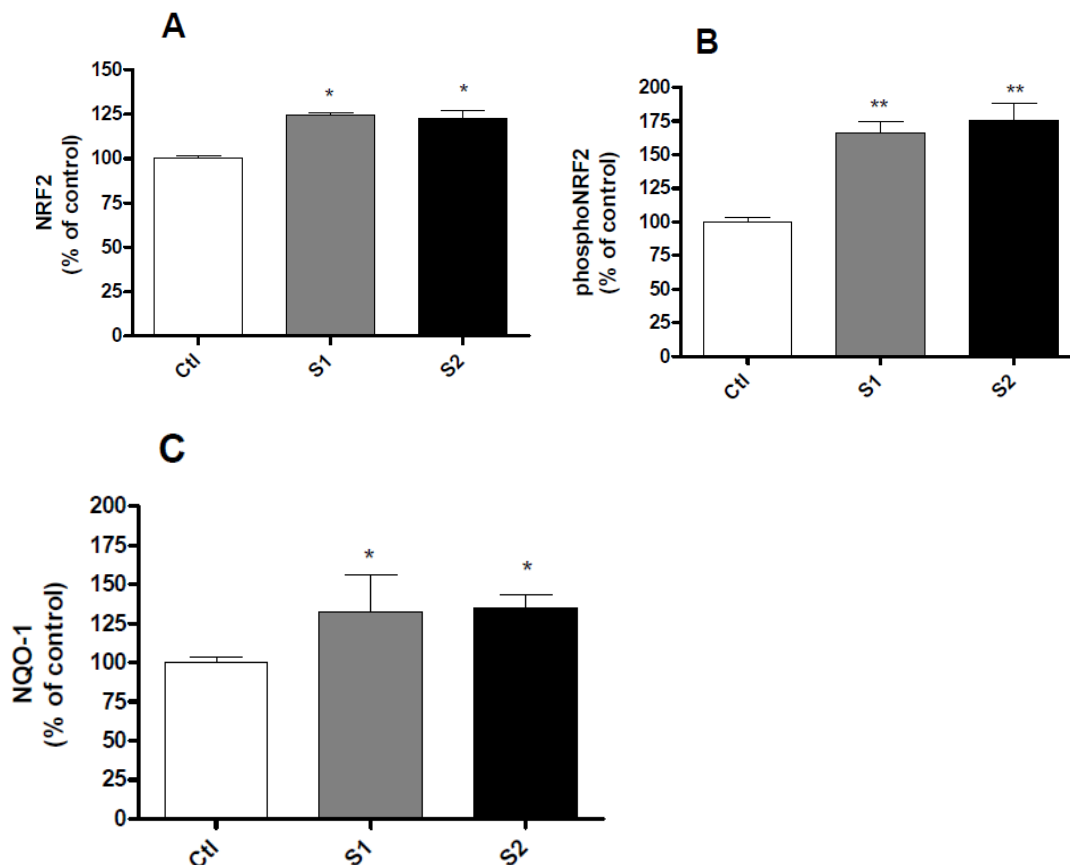 A
NRF2
(% of control)
150
125
100
75
50
25
0
*
*
Ctl
S1
S2
B
phosphoNRF2
(% of control)
200
175
150
125
100
75
50
25
0
**
**
Ctl
S1
S2
C
NQO-1
(% of control)
200
175
150
125
100
75
50
25
0
*
*
Ctl
S1
S2